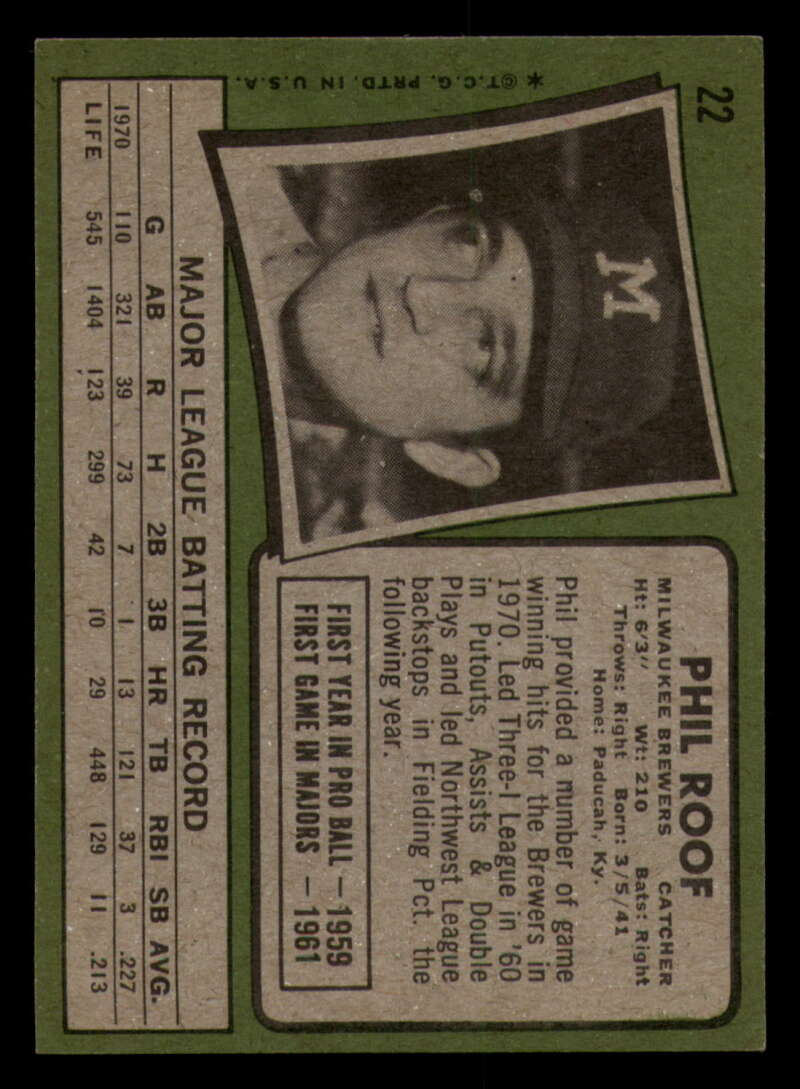 22
*©T.C.G. PRTD. IN U.S.A.
M
PHIL ROOF
MILWAUKEE BREWERS CATCHER
Ht: 6'3" Wt: 210 Bats: Right
Throws: Right Born: 3/5/41
Home: Paducah, Ky.
Phil provided a number of game
winning hits for the Brewers in
1970. Led Three-I League in '60
in Putouts, Assists & Double
Plays and led Northwest League
backstops in Fielding Pct. the
following year.
FIRST YEAR IN PRO BALL — 1959
FIRST GAME IN MAJORS — 1961
MAJOR LEAGUE BATTING RECORD
G AB R H 2B 3B HR TB RBI SB AVG.
1970 110 321 39 73 7 1 13 121 37 3 .227
LIFE 545 1404 123 299 42 10 29 448 129 11 .213